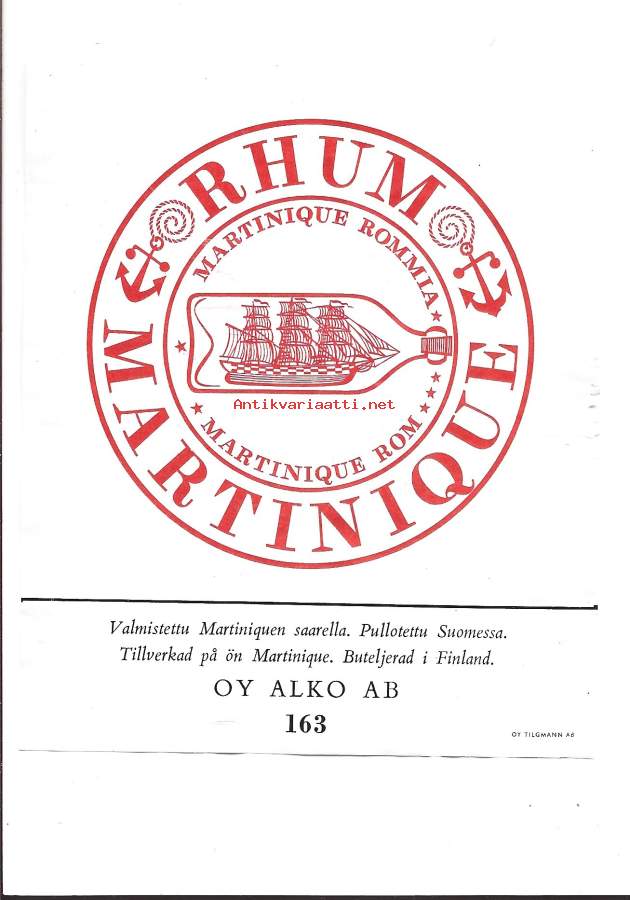 RHUM
MARTINIQUE ROMMIA
Antikvariaatti.net
MARTINIQUE ROM
MARTINIQUE
Valmistettu Martiniquen saarella. Pullotettu Suomessa.
Tillverkad på ön Martinique. Buteljerad i Finland.
OY ALKO AB
163
OY TILGMANN AB